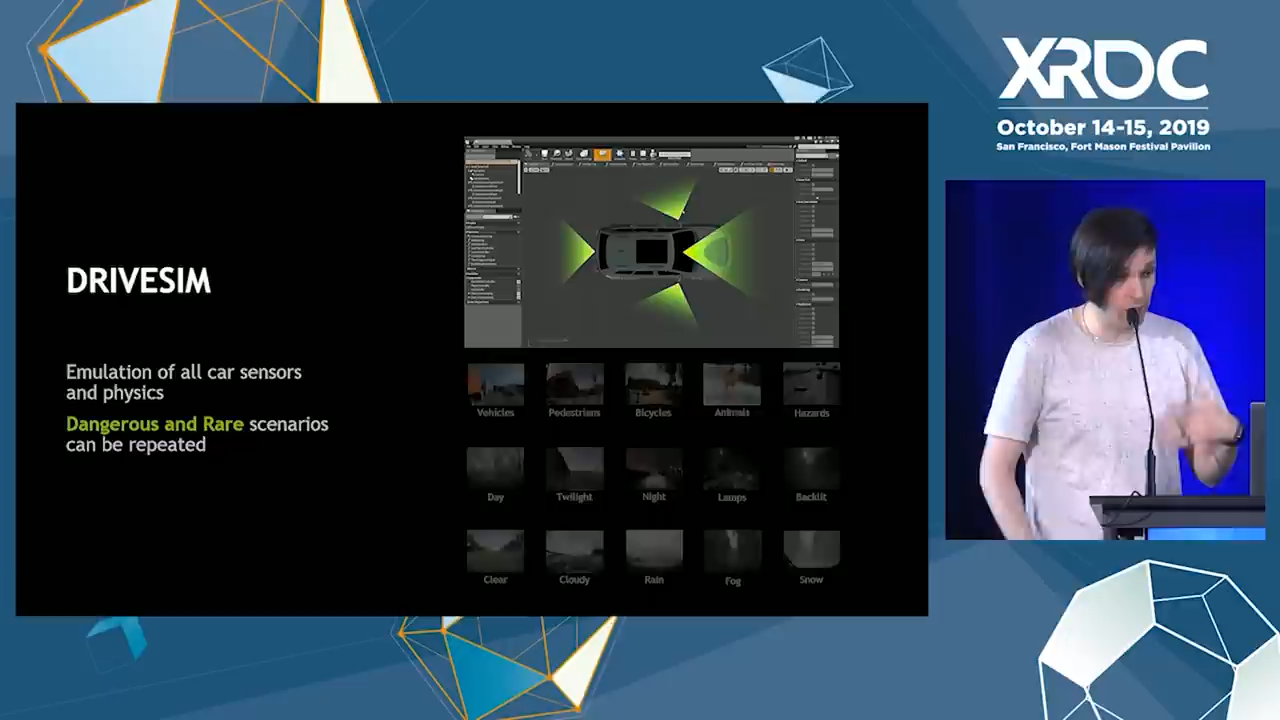 XRDC
October 14-15, 2019
San Francisco, Fort Mason Festival Pavilion
DRIVESIM
Emulation of all car sensors
and physics
Dangerous and Rare scenarios
can be repeated
Vehicles
Pedestrians
Bicycles
Animals
Hazards
Day
Twilight
Night
Lamps
Backlit
Clear
Cloudy
Rain
Fog
Snow